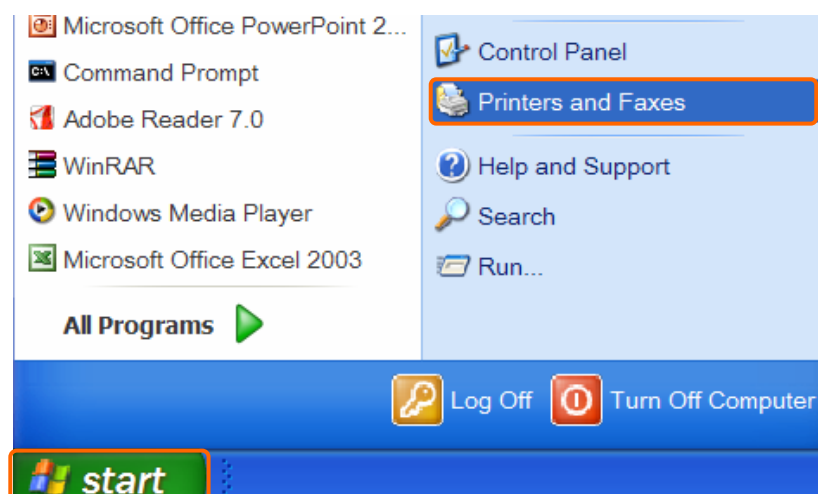 Microsoft Office PowerPoint 2...
Command Prompt
Adobe Reader 7.0
WinRAR
Windows Media Player
Microsoft Office Excel 2003
All Programs
Control Panel
Printers and Faxes
Help and Support
Search
Run...
Log Off
Turn Off Computer
start